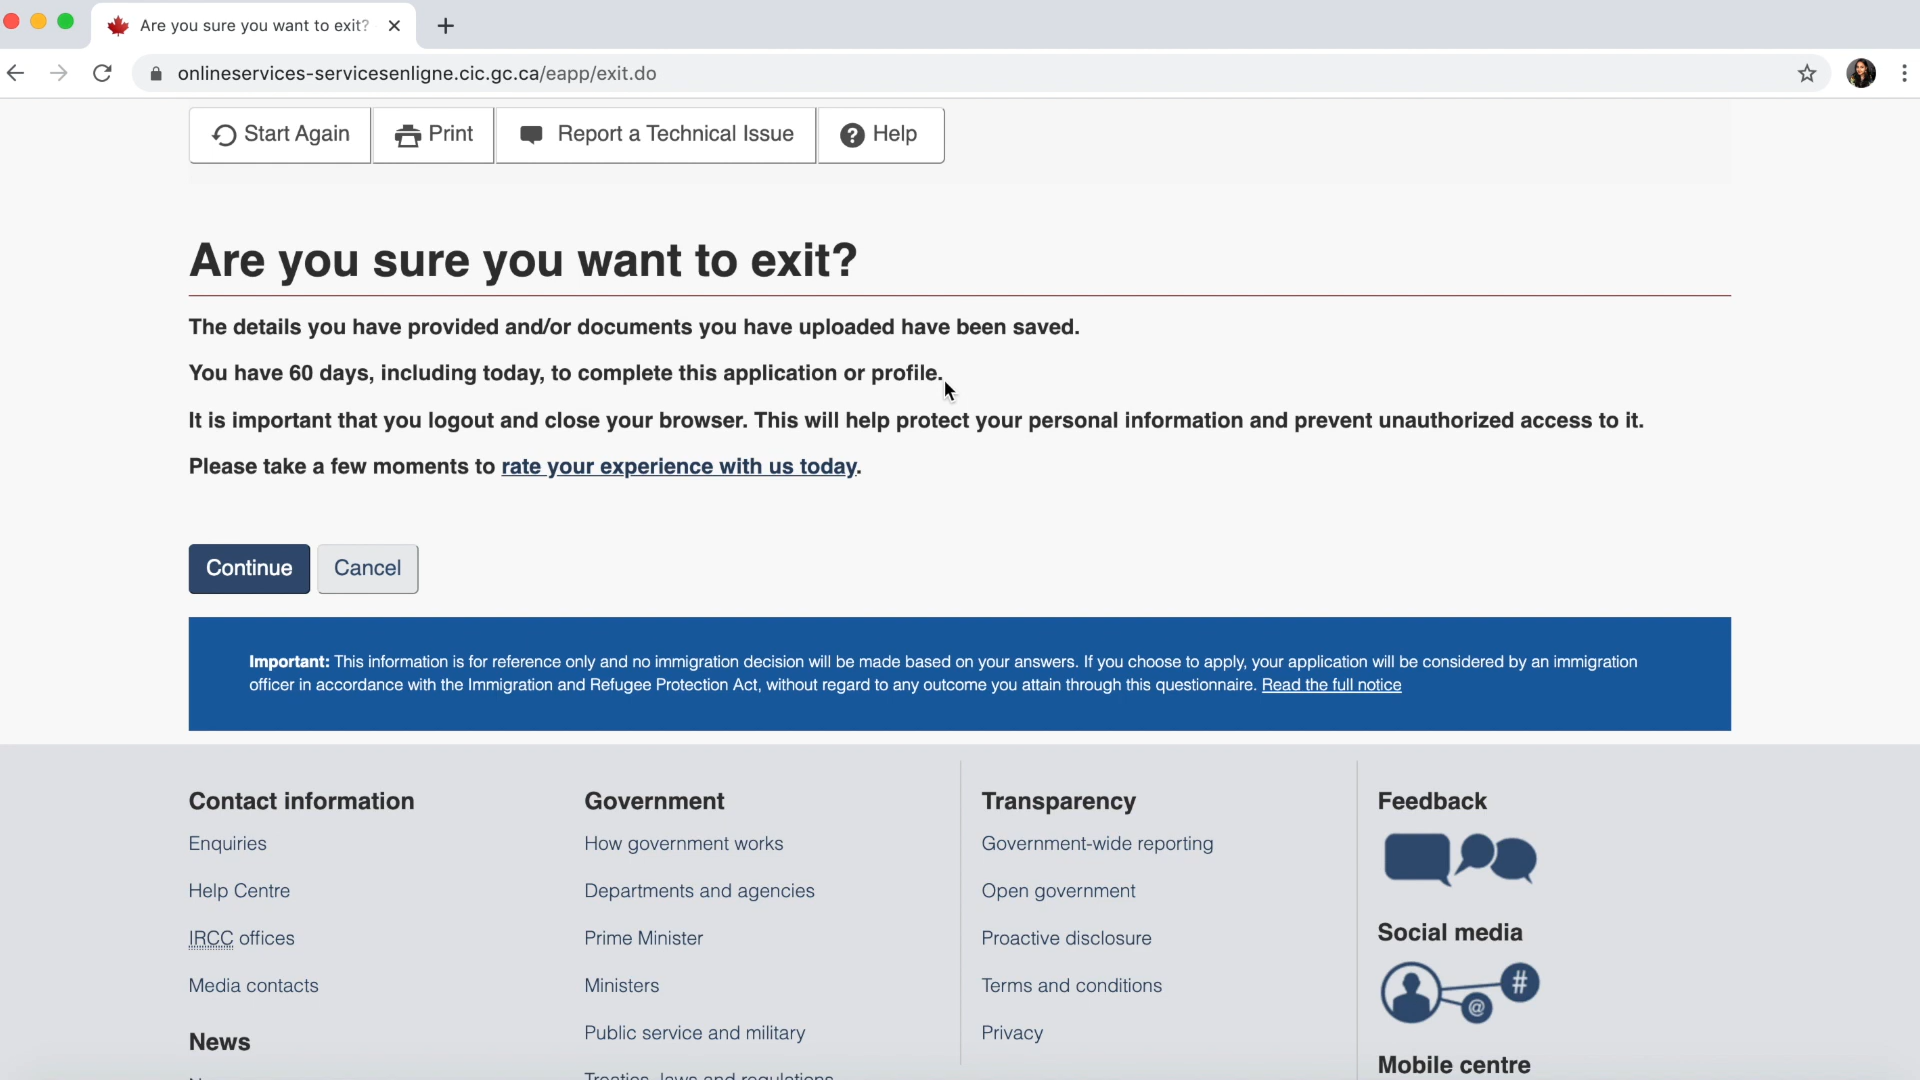 Are you sure you want to exit?
onlineservices-servicesenligne.cic.gc.ca/eapp/exit.do
Start Again
Print
Report a Technical Issue
? Help
Are you sure you want to exit?
The details you have provided and/or documents you have uploaded have been saved.
You have 60 days, including today, to complete this application or profile.
It is important that you logout and close your browser. This will help protect your personal information and prevent unauthorized access to it.
Please take a few moments to rate your experience with us today.
Continue
Cancel
Important: This information is for reference only and no immigration decision will be made based on your answers. If you choose to apply, your application will be considered by an immigration
officer in accordance with the Immigration and Refugee Protection Act, without regard to any outcome you attain through this questionnaire. Read the full notice
Contact information
Enquiries
Help Centre
IRCC offices
Media contacts
News
Government
How government works
Departments and agencies
Prime Minister
Ministers
Public service and military
Treaties, laws and regulations
Transparency
Government-wide reporting
Open government
Proactive disclosure
Terms and conditions
Privacy
Feedback
Social media
#
@
Mobile centre